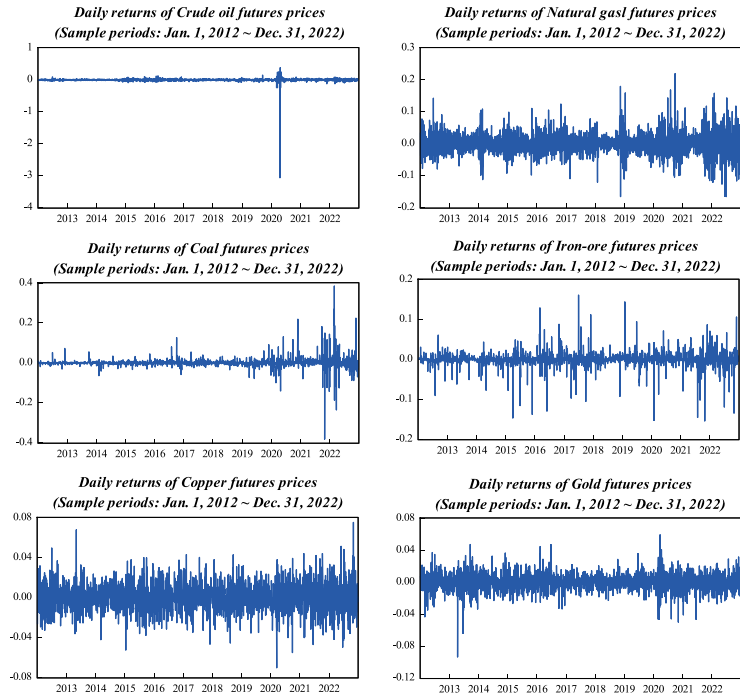 Daily returns of Crude oil futures prices
(Sample periods: Jan. 1, 2012 ~ Dec. 31, 2022)
1
0
-1
-2
-3
-4
2013 2014 2015 2016 2017 2018 2019 2020 2021 2022
Daily returns of Natural gasl futures prices
(Sample periods: Jan. 1, 2012 ~ Dec. 31, 2022)
0.3
0.2
0.1
0.0
-0.1
-0.2
2013 2014 2015 2016 2017 2018 2019 2020 2021 2022
Daily returns of Coal futures prices
(Sample periods: Jan. 1, 2012 ~ Dec. 31, 2022)
0.4
0.2
0.0
-0.2
-0.4
2013 2014 2015 2016 2017 2018 2019 2020 2021 2022
Daily returns of Iron-ore futures prices
(Sample periods: Jan. 1, 2012 ~ Dec. 31, 2022)
0.2
0.1
0.0
-0.1
-0.2
2013 2014 2015 2016 2017 2018 2019 2020 2021 2022
Daily returns of Copper futures prices
(Sample periods: Jan. 1, 2012 ~ Dec. 31, 2022)
0.08
0.04
0.00
-0.04
-0.08
2013 2014 2015 2016 2017 2018 2019 2020 2021 2022
Daily returns of Gold futures prices
(Sample periods: Jan. 1, 2012 ~ Dec. 31, 2022)
0.08
0.04
0.00
-0.04
-0.08
-0.12
2013 2014 2015 2016 2017 2018 2019 2020 2021 2022